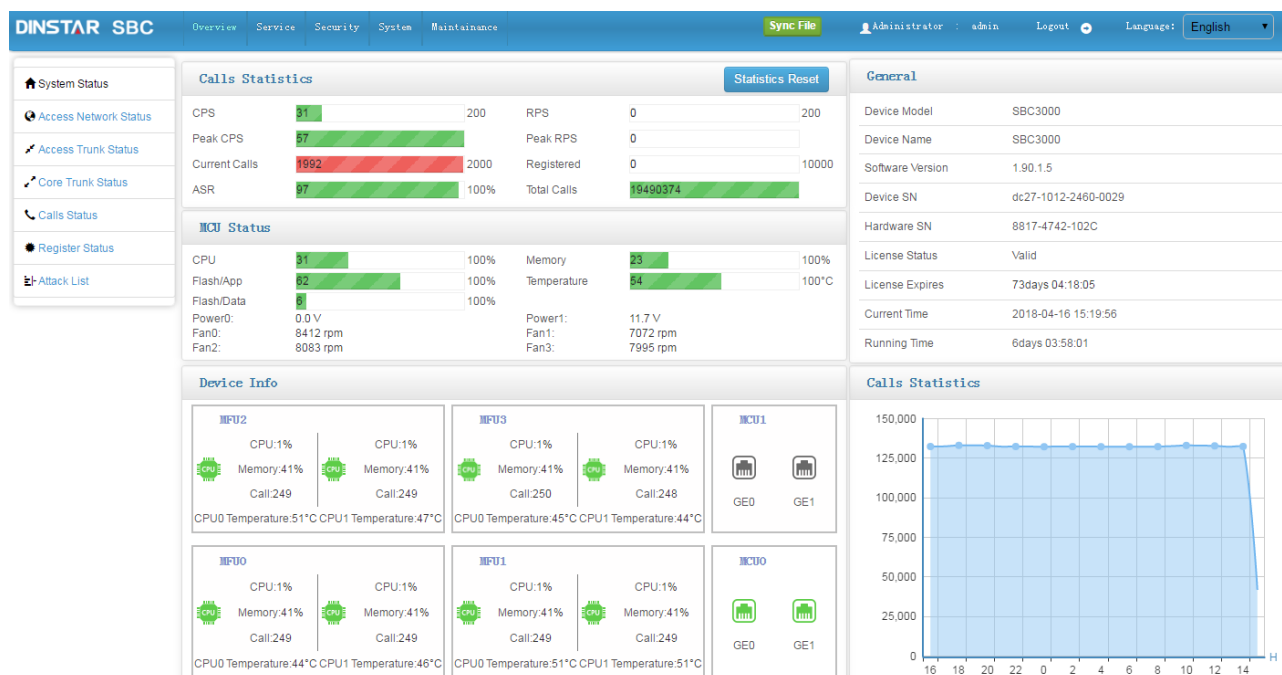 DINSTAR SBC
Overview Service Security System Maintainance
Sync File
Administrator : admin
Logout
Language: English
System Status
Access Network Status
Access Trunk Status
Core Trunk Status
Calls Status
Register Status
Attack List
Calls Statistics
Statistics Reset
CPS 31 200 RPS 0 200
Peak CPS 57 Peak RPS 0
Current Calls 1992 2000 Registered 0 10000
ASR 97 100% Total Calls 19490374
MCU Status
CPU 31 100% Memory 23 100%
Flash/App 62 100% Temperature 54 100°C
Flash/Data 6 100%
Power0: 0.0 V Power1: 11.7 V
Fan0: 8412 rpm Fan1: 7072 rpm
Fan2: 8083 rpm Fan3: 7995 rpm
Device Info
MFU2
CPU:1% CPU:1%
CPU Memory:41% CPU Memory:41%
Call:249 Call:249
CPU0 Temperature:51°C CPU1 Temperature:47°C
MFU3
CPU:1% CPU:1%
CPU Memory:41% CPU Memory:41%
Call:250 Call:248
CPU0 Temperature:45°C CPU1 Temperature:44°C
MCU1
GE0 GE1
MFU0
CPU:1% CPU:1%
CPU Memory:41% CPU Memory:41%
Call:249 Call:249
CPU0 Temperature:44°C CPU1 Temperature:46°C
MFU1
CPU:1% CPU:1%
CPU Memory:41% CPU Memory:41%
Call:249 Call:249
CPU0 Temperature:51°C CPU1 Temperature:51°C
MCU0
GE0 GE1
General
Device Model SBC3000
Device Name SBC3000
Software Version 1.90.1.5
Device SN dc27-1012-2460-0029
Hardware SN 8817-4742-102C
License Status Valid
License Expires 73days 04:18:05
Current Time 2018-04-16 15:19:56
Running Time 6days 03:58:01
Calls Statistics
150,000
125,000
100,000
75,000
50,000
25,000
0
H
16 18 20 22 0 2 4 6 8 10 12 14